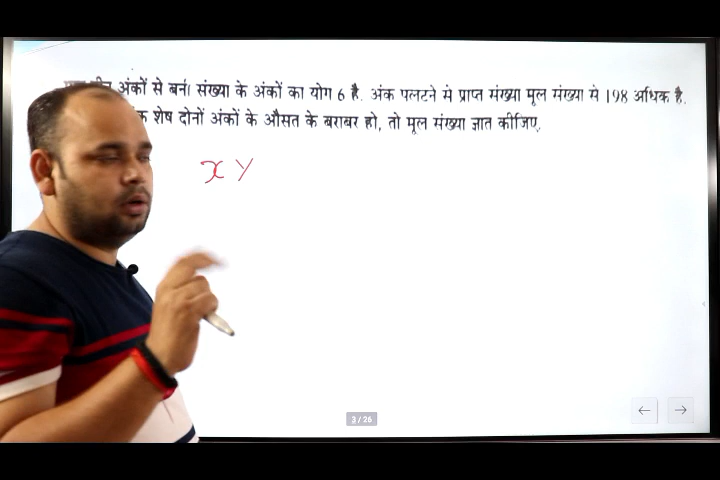 अंकों से बनी संख्या के अंकों का योग 6 है. अंक पलटने से प्राप्त संख्या मूल संख्या से 198 अधिक है.
शेष दोनों अंकों के औसत के बराबर हो, तो मूल संख्या ज्ञात कीजिए.
x y
3 / 26